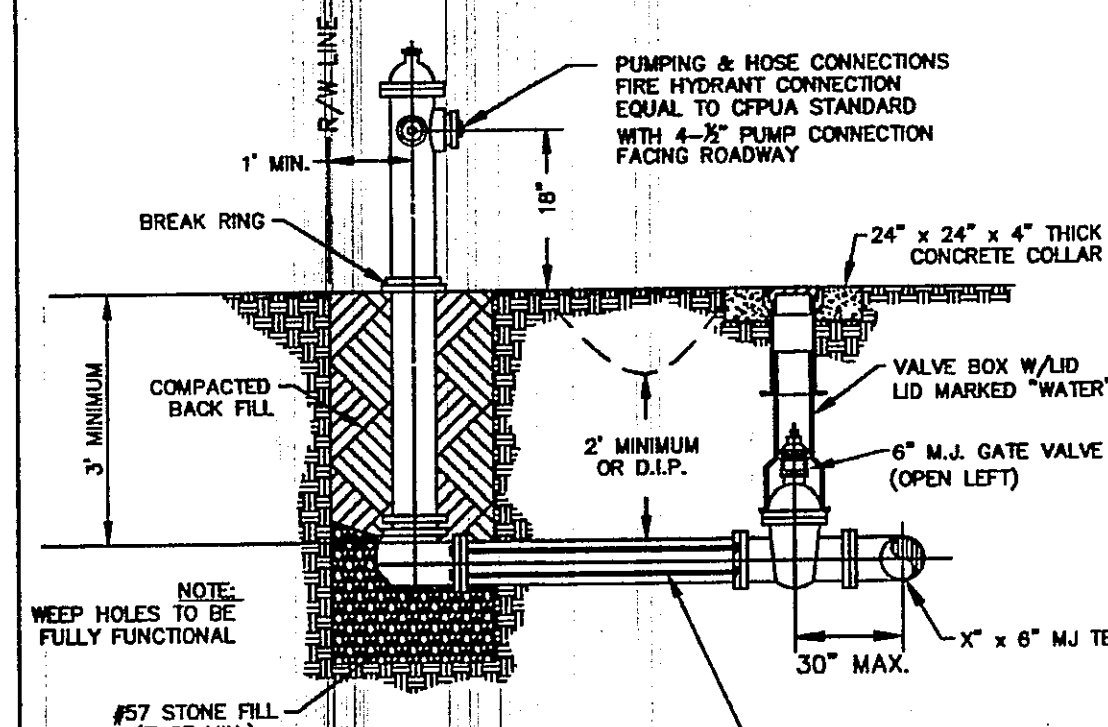 R/W LINE
PUMPING & HOSE CONNECTIONS
FIRE HYDRANT CONNECTION
EQUAL TO CFPUA STANDARD
WITH 4-½" PUMP CONNECTION
FACING ROADWAY
1' MIN.
18"
BREAK RING
24" x 24" x 4" THICK
CONCRETE COLLAR
3' MINIMUM
COMPACTED
BACK FILL
VALVE BOX W/LID
LID MARKED "WATER"
2' MINIMUM
OR D.I.P.
6" M.J. GATE VALVE
(OPEN LEFT)
NOTE:
WEEP HOLES TO BE
FULLY FUNCTIONAL
X" x 6" MJ TE
30" MAX.
#57 STONE FILL